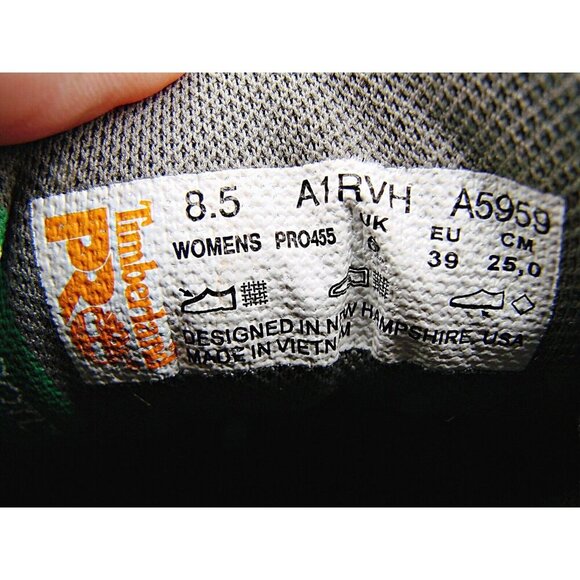 Timberland
PRO
8.5 A1RVH A5959
WOMENS PRO455 UK EU CM
6 39 25,0
DESIGNED IN NEW HAMPSHIRE USA
MADE IN VIETNAM